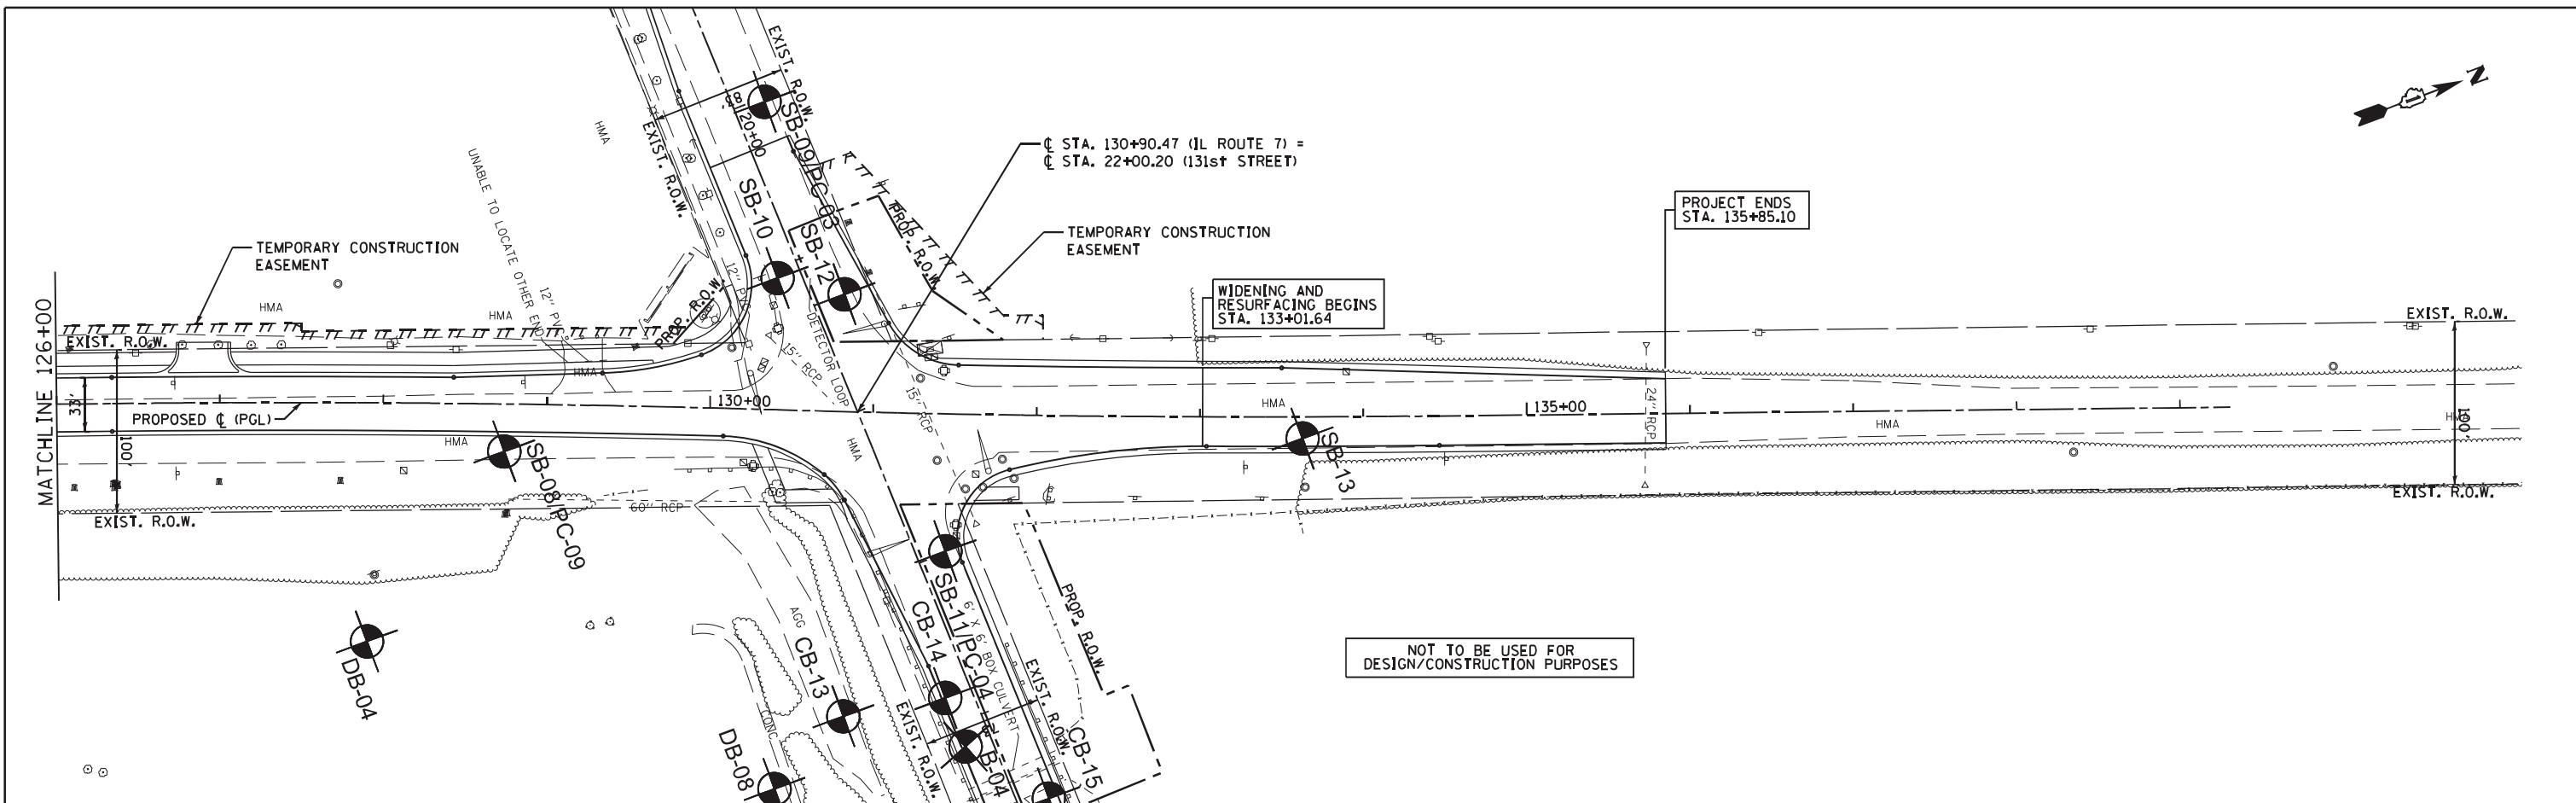 EXIST. R.O.W.
HMA
EXIST. R.O.W.
20+00
SB-09/PC-03
N
℄ STA. 130+90.47 (IL ROUTE 7) =
℄ STA. 22+00.20 (131st STREET)
UNABLE TO LOCATE OTHER END
12" PVC
SB-10
SB-12
PROP. R.O.W.
PROJECT ENDS
STA. 135+85.10
TEMPORARY CONSTRUCTION
EASEMENT
TEMPORARY CONSTRUCTION
EASEMENT
WIDENING AND
RESURFACING BEGINS
STA. 133+01.64
MATCHLINE 126+00
HMA
HMA
PROP. R.O.W.
DETECTOR LOOP
EXIST. R.O.W.
EXIST. R.O.W.
15" RCP
15" RCP
HMA
33'
PROPOSED ℄ (PGL)
130+00
HMA
135+00
24" RCP
HMA
HMA
100'
100'
HMA
HMA
SB-08/PC-09
SB-13
EXIST. R.O.W.
60" RCP
EXIST. R.O.W.
DB-04
AGG
CB-13
CB-14
SB-11/PC-04
6' X 6' BOX CULVERT
PROP. R.O.W.
EXIST. R.O.W.
EXIST. R.O.W.
NOT TO BE USED FOR
DESIGN/CONSTRUCTION PURPOSES
DB-08
CONC
B-04
CB-15